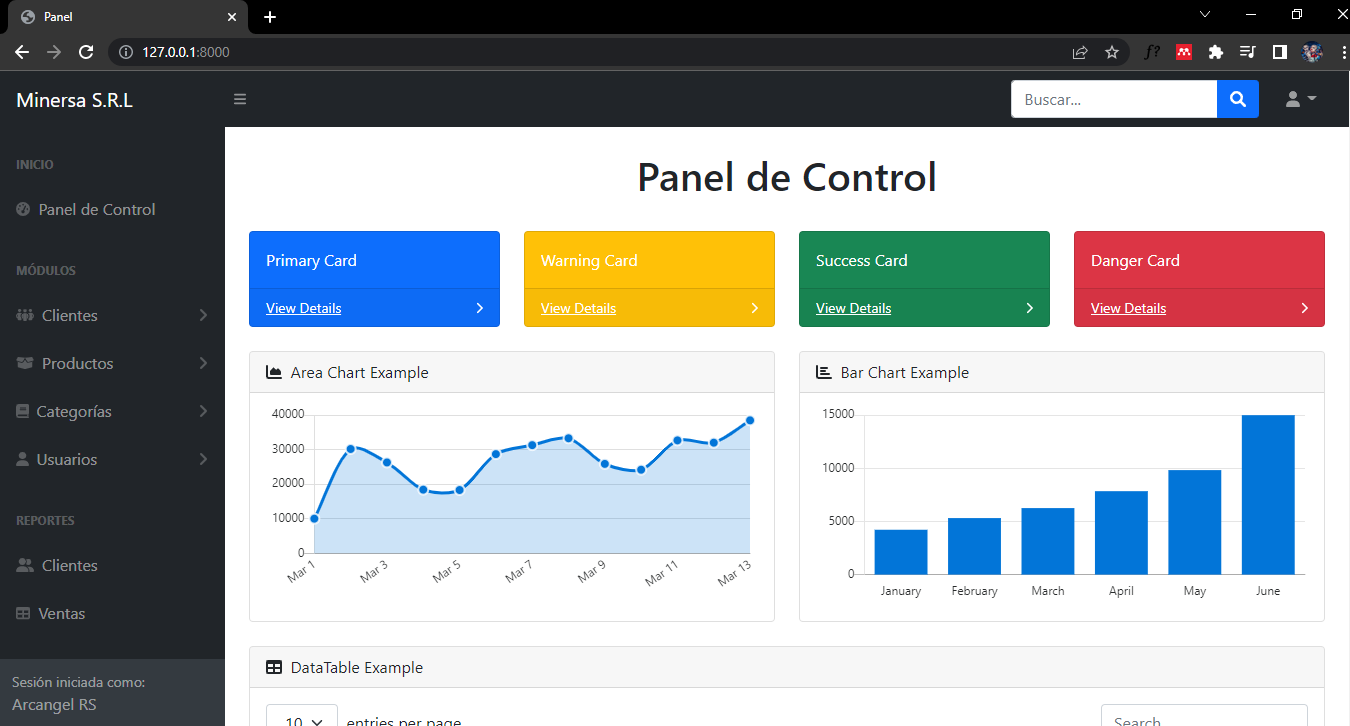 Panel
127.0.0.1:8000
f?
Minersa S.R.L
Buscar...
INICIO
Panel de Control
MÓDULOS
Clientes
Productos
Categorías
Usuarios
REPORTES
Clientes
Ventas
Sesión iniciada como:
Arcangel RS
Panel de Control
Primary Card
View Details
Warning Card
View Details
Success Card
View Details
Danger Card
View Details
Area Chart Example
40000
30000
20000
10000
0
Mar 1
Mar 3
Mar 5
Mar 7
Mar 9
Mar 11
Mar 13
Bar Chart Example
15000
10000
5000
0
January
February
March
April
May
June
DataTable Example
10
entries per page
Search